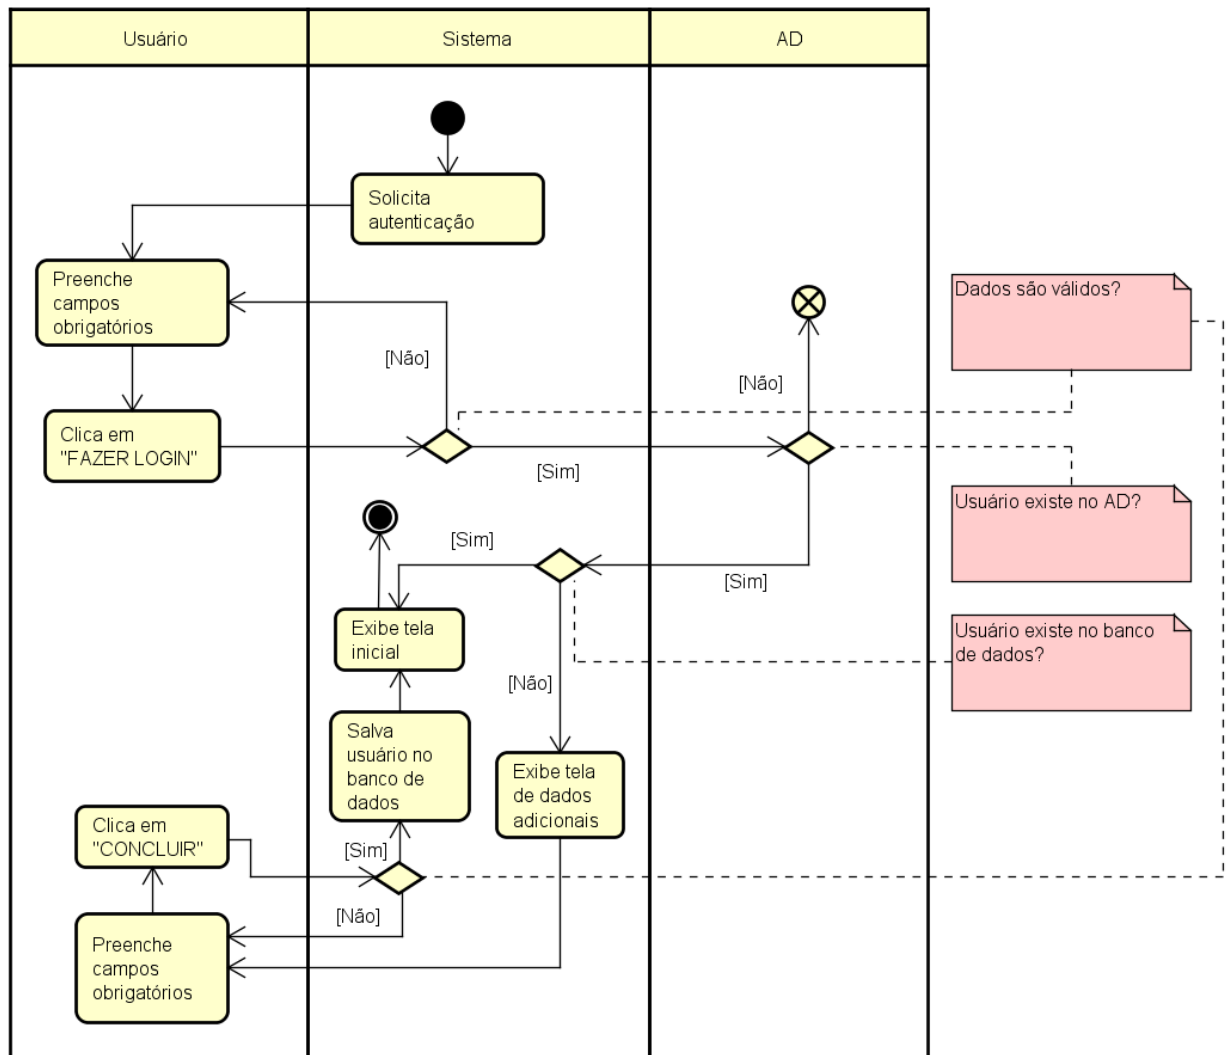 Usuário
Sistema
AD
Solicita
autenticação
Preenche
campos
obrigatórios
[Não]
Dados são válidos?
[Não]
Clica em
"FAZER LOGIN"
[Sim]
Usuário existe no AD?
[Sim]
[Sim]
Exibe tela
inicial
Usuário existe no banco
de dados?
[Não]
Salva
usuário no
banco de
dados
Exibe tela
de dados
adicionais
Clica em
"CONCLUIR"
[Sim]
[Não]
Preenche
campos
obrigatórios